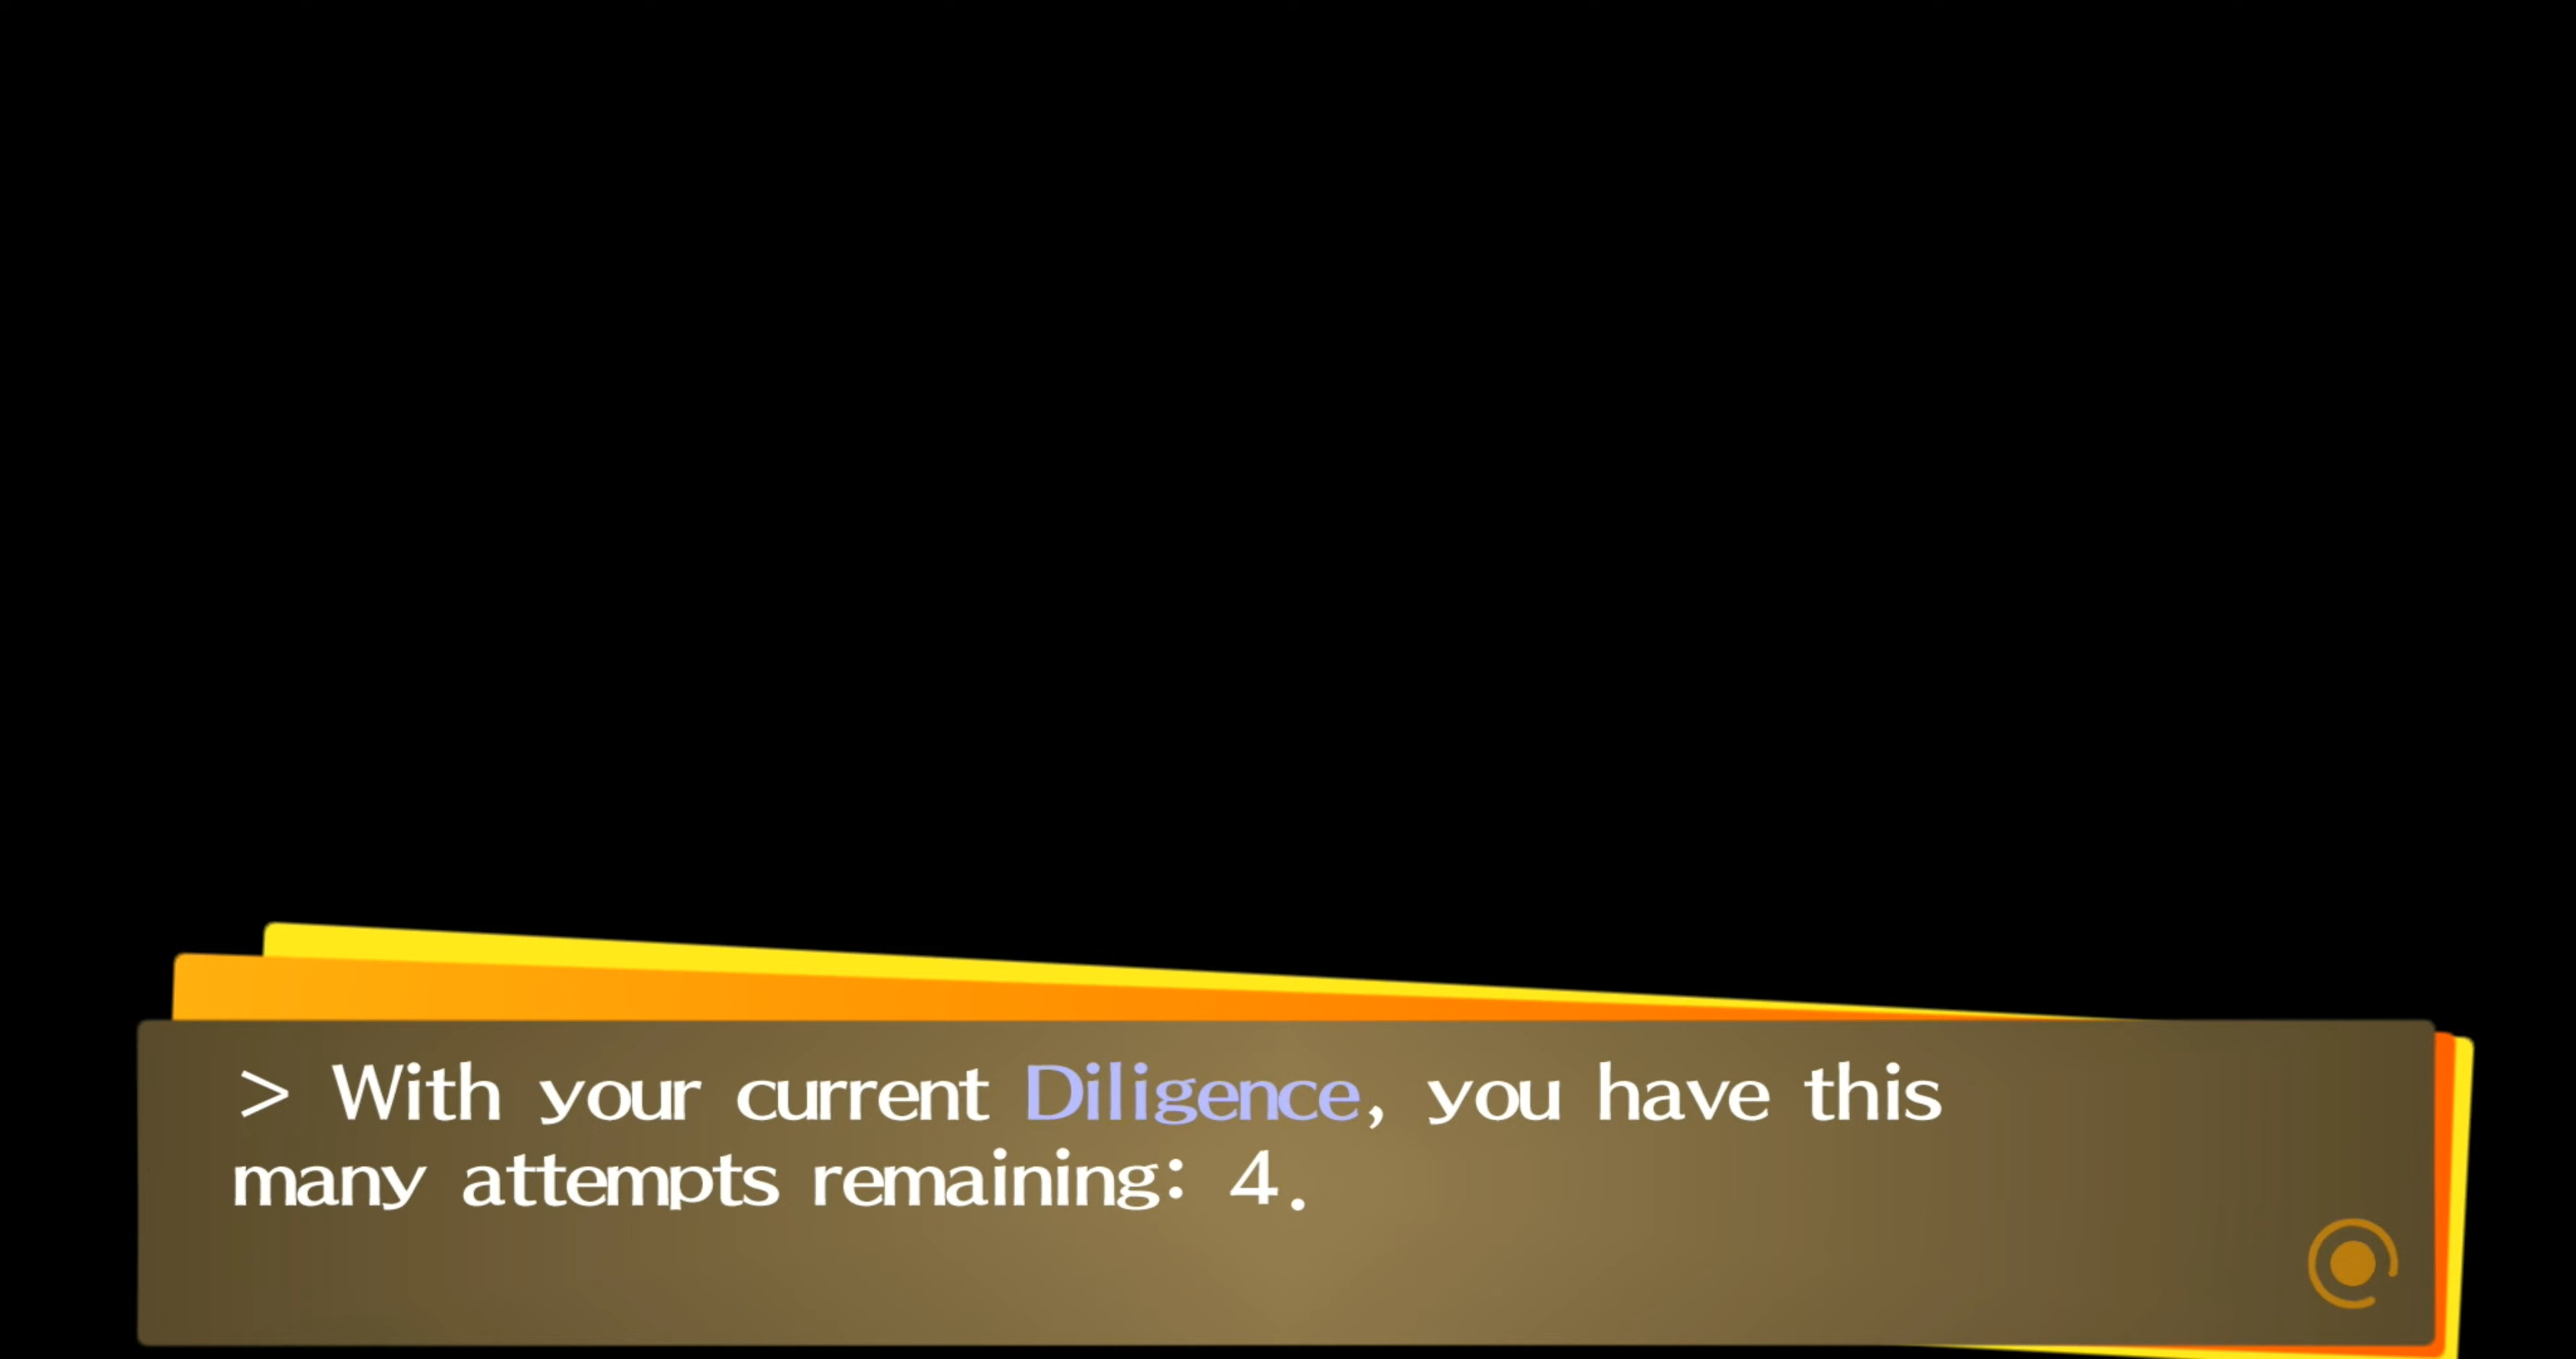 > With your current Diligence, you have this
many attempts remaining: 4.